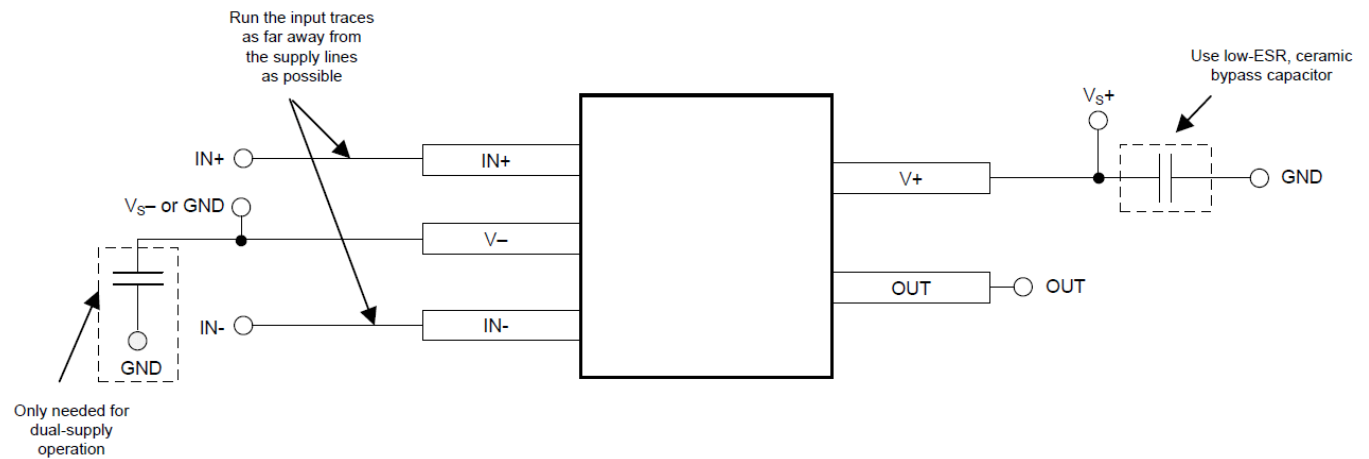 Run the input traces
as far away from
the supply lines
as possible
Use low-ESR, ceramic
bypass capacitor
VS+
IN+
IN+
V+
GND
VS– or GND
V–
OUT
OUT
IN-
IN-
GND
Only needed for
dual-supply
operation